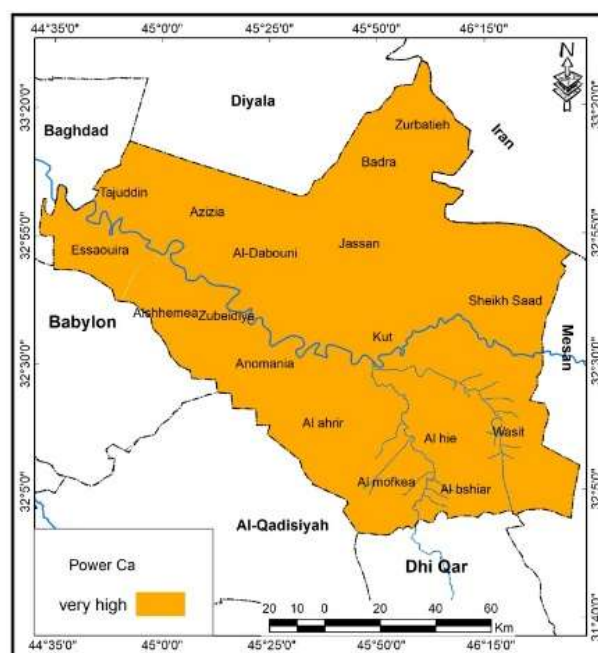 44°35'0" 45°0'0" 45°25'0" 45°50'0" 46°15'0"
N
33°20'0" 33°20'0"
Diyala
Baghdad
Iran
Zurbatieh
Badra
Tajuddin
Azizia
32°55'0" 32°55'0"
Essaouira
Al-Dabouni
Jassan
Sheikh Saad
Babylon
Alshhemea
Zubeidiye
Kut
Mesan
32°30'0" 32°30'0"
Anomania
Al ahrir
Al hie
Wasit
Al mofkea
Al bshiar
32°5'0" 32°5'0"
Al-Qadisiyah
Dhi Qar
Power Ca
very high
20 10 0 20 40 60
Km
31°40'0"
44°35'0" 45°0'0" 45°25'0" 45°50'0" 46°15'0"